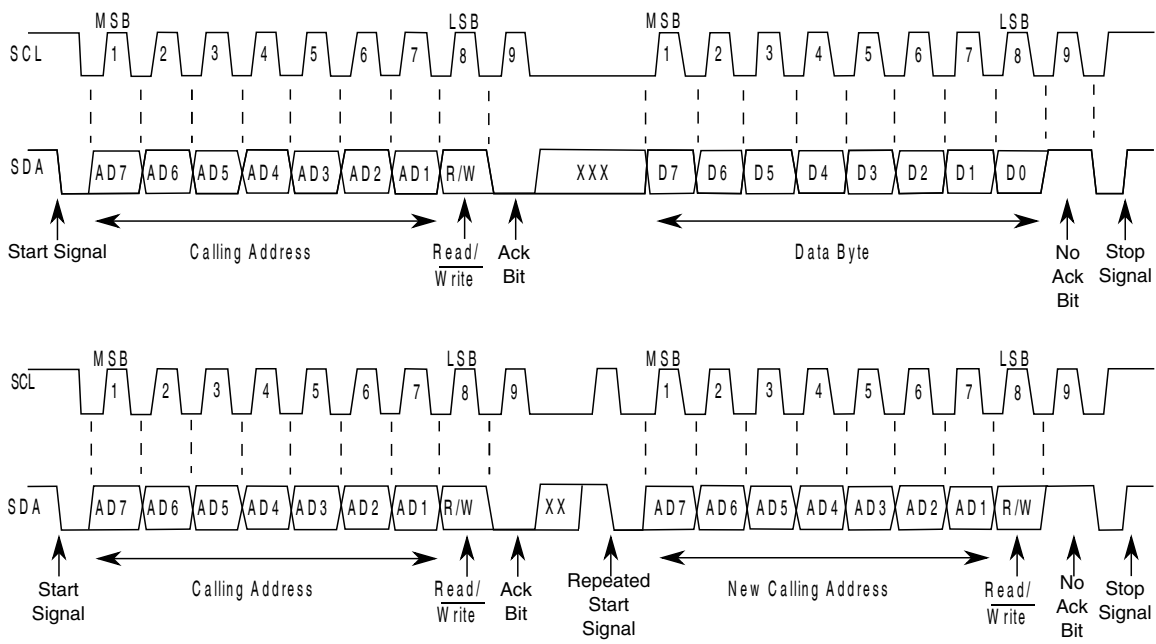 MSB LSB MSB LSB
SCL 1 2 3 4 5 6 7 8 9 1 2 3 4 5 6 7 8 9
SDA AD7 AD6 AD5 AD4 AD3 AD2 AD1 R/W XXX D7 D6 D5 D4 D3 D2 D1 D0
Start Signal Calling Address Read/ Ack Data Byte No Stop
Write Bit Ack Signal
Bit
MSB LSB MSB LSB
SCL 1 2 3 4 5 6 7 8 9 1 2 3 4 5 6 7 8 9
SDA AD7 AD6 AD5 AD4 AD3 AD2 AD1 R/W XX AD7 AD6 AD5 AD4 AD3 AD2 AD1 R/W
Start Calling Address Read/ Ack Repeated New Calling Address Read/ No Stop
Signal Write Bit Start Write Ack Signal
Signal Bit